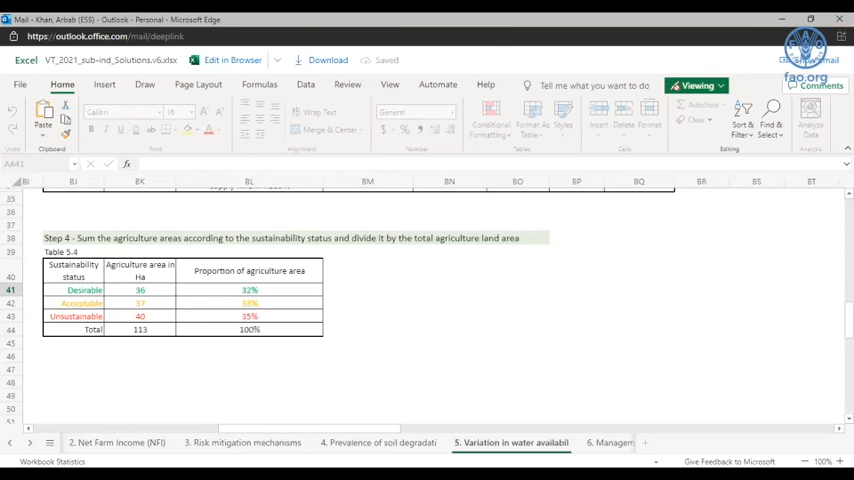 Mail - Khan, Arbab (ESS) - Outlook - Personal - Microsoft Edge
https://outlook.office.com/mail/deeplink
Excel VT_2021_sub-ind_Solutions.v6.xlsx Edit in Browser Download Saved
fao.org
File Home Insert Draw Page Layout Formulas Data Review View Automate Help Tell me what you want to do Viewing Comments
Calibri 16 Wrap Text General AutoSum
Paste B I U D ab A Merge & Center $ % Conditional Formatting Format As Table Styles Insert Delete Format Clear Sort & Filter Find & Select Analyze Data
Clipboard Font Alignment Number Tables Cells Editing
AA41 fx
BI BJ BK BL BM BN BO BP BQ BR BS BT
35
36
37
38 Step 4 - Sum the agriculture areas according to the sustainability status and divide it by the total agriculture land area
39 Table 5.4
40 Sustainability status Agriculture area in Ha Proportion of agriculture area
41 Desirable 36 32%
42 Acceptable 37 33%
43 Unsustainable 40 35%
44 Total 113 100%
45
46
47
48
49
50
51
2. Net Farm Income (NFI) 3. Risk mitigation mechanisms 4. Prevalence of soil degradati 5. Variation in water availabil 6. Managem
Workbook Statistics Give Feedback to Microsoft 100%